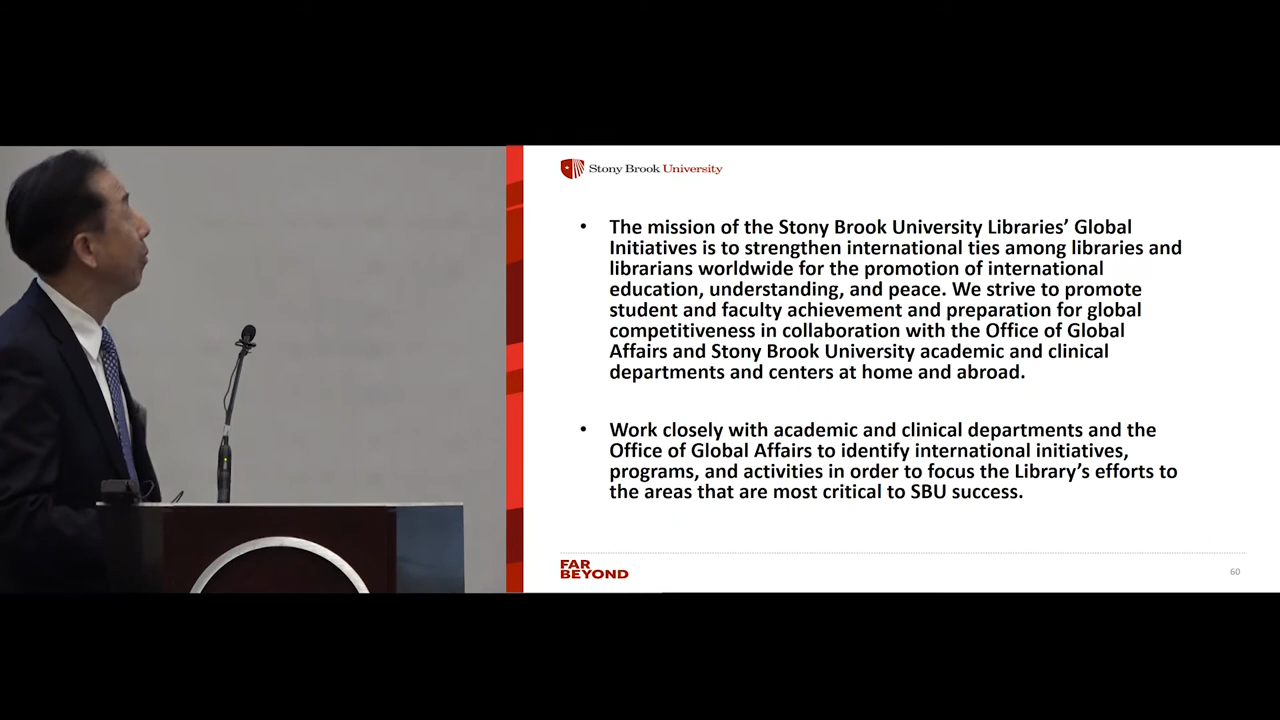 Stony Brook University
• The mission of the Stony Brook University Libraries’ Global
Initiatives is to strengthen international ties among libraries and
librarians worldwide for the promotion of international
education, understanding, and peace. We strive to promote
student and faculty achievement and preparation for global
competitiveness in collaboration with the Office of Global
Affairs and Stony Brook University academic and clinical
departments and centers at home and abroad.
• Work closely with academic and clinical departments and the
Office of Global Affairs to identify international initiatives,
programs, and activities in order to focus the Library’s efforts to
the areas that are most critical to SBU success.
FAR
BEYOND
60